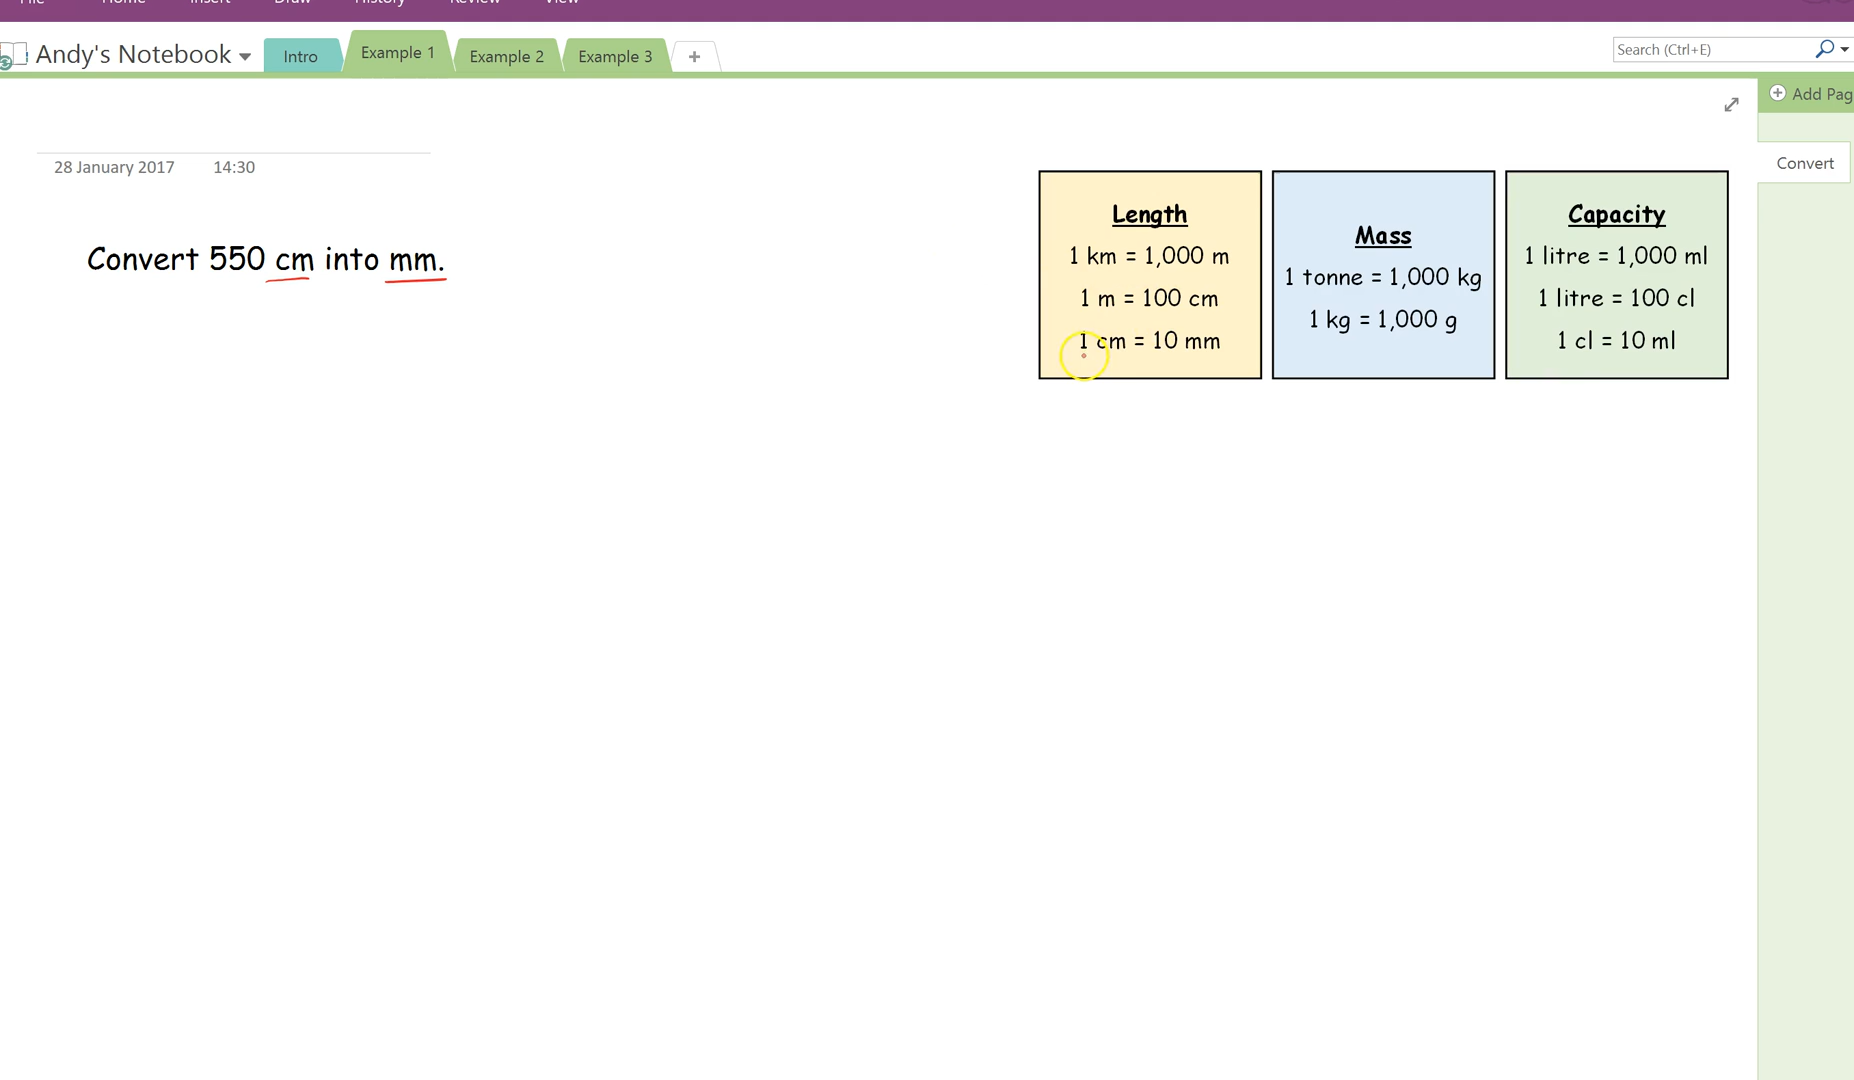 File Home Insert Draw History Review View
Andy's Notebook Intro Example 1 Example 2 Example 3 +
Search (Ctrl+E)
Add Pag
28 January 2017 14:30
Convert
Convert 550 cm into mm.
Length
1 km = 1,000 m
1 m = 100 cm
1 cm = 10 mm
Mass
1 tonne = 1,000 kg
1 kg = 1,000 g
Capacity
1 litre = 1,000 ml
1 litre = 100 cl
1 cl = 10 ml